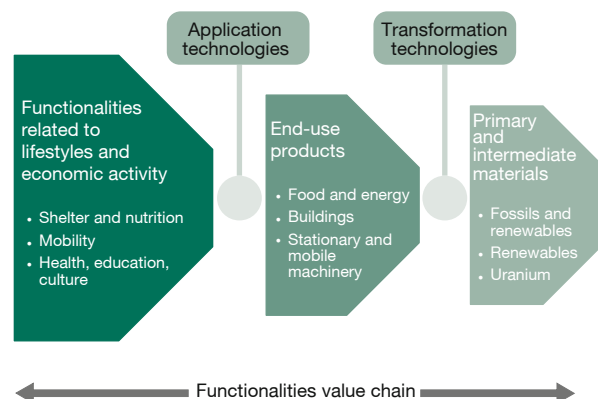 Application
technologies
Transformation
technologies
Functionalities
related to
lifestyles and
economic activity
• Shelter and nutrition
• Mobility
• Health, education,
culture
End-use
products
• Food and energy
• Buildings
• Stationary and
mobile
machinery
Primary
and
intermediate
materials
• Fossils and
renewables
• Renewables
• Uranium
Functionalities value chain